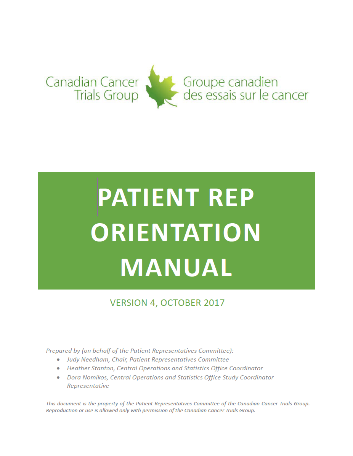 Canadian Cancer Trials Group
Groupe canadien des essais sur le cancer
PATIENT REP
ORIENTATION
MANUAL
VERSION 4, OCTOBER 2017
Prepared by (on behalf of the Patient Representatives Committee):
• Judy Needham, Chair, Patient Representatives Committee
• Heather Stanton, Central Operations and Statistics Office Coordinator
• Dora Nomikos, Central Operations and Statistics Office Study Coordinator
Representative
This document is the property of the Patient Representatives Committee of the Canadian Cancer Trials Group.
Reproduction or use is allowed only with permission of the Canadian Cancer Trials Group.